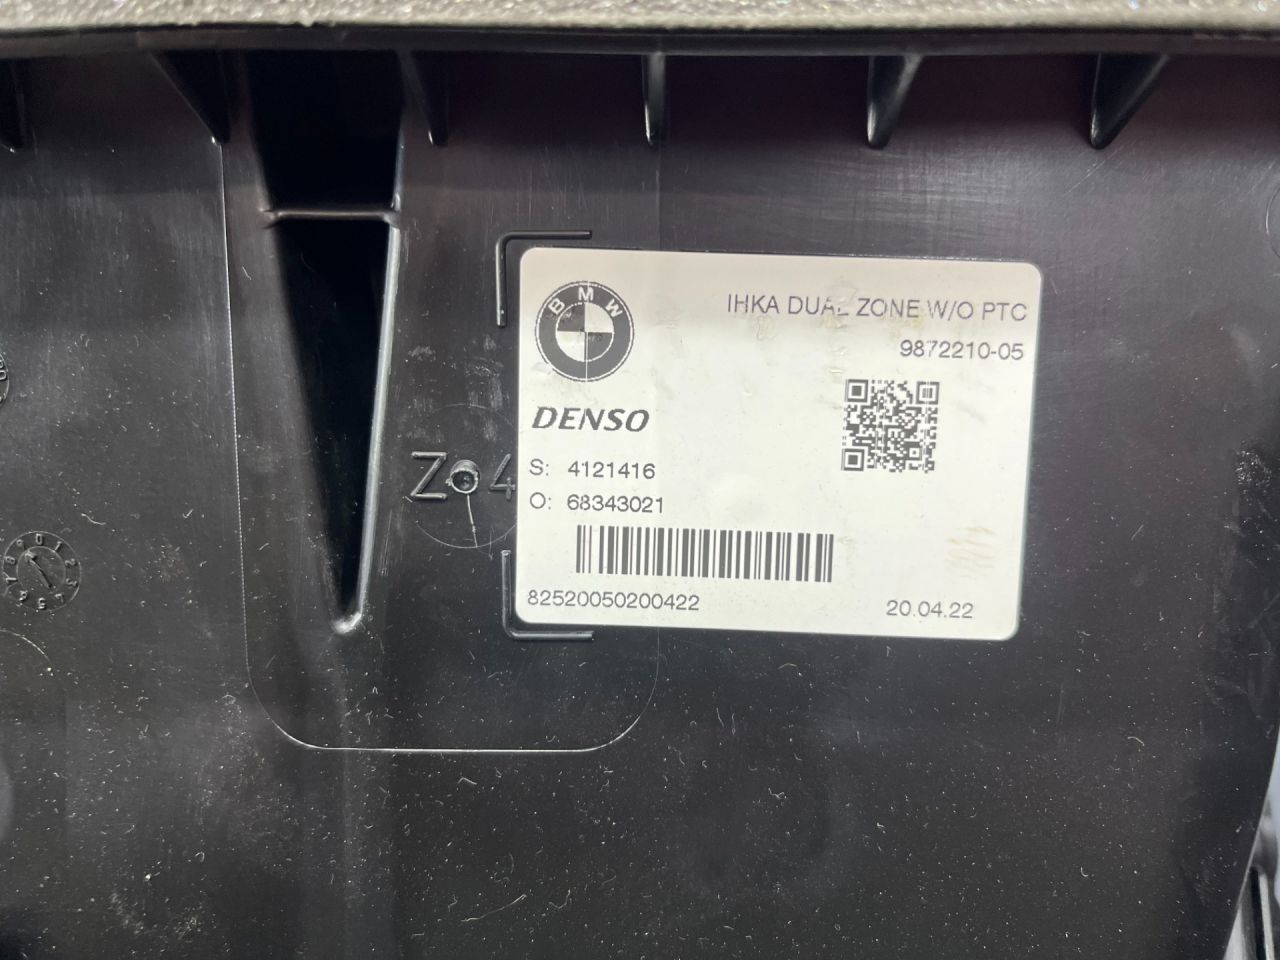 BMW
IHKA DUAL ZONE W/O PTC
9872210-05
DENSO
S: 4121416
O: 68343021
82520050200422
20.04.22
Z 4